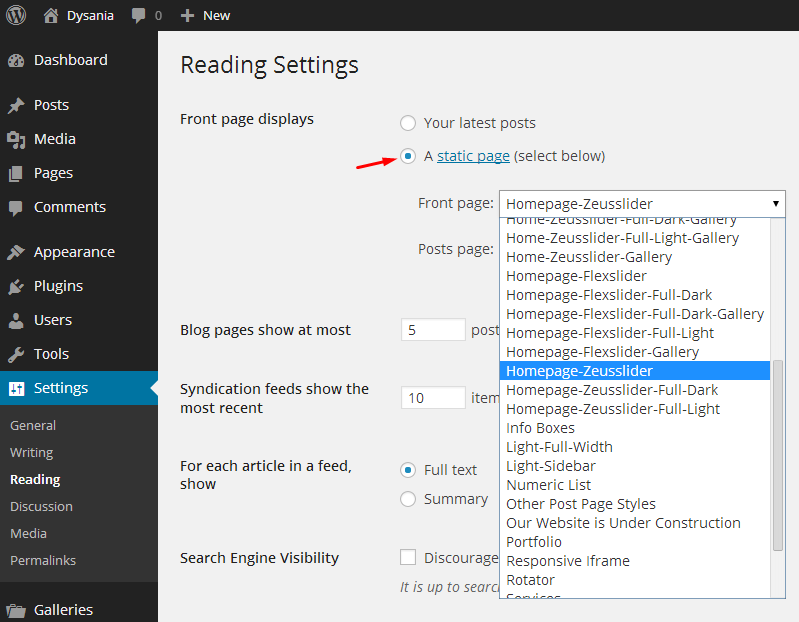 Dysania 0 New
Dashboard
Posts
Media
Pages
Comments
Appearance
Plugins
Users
Tools
Settings
General
Writing
Reading
Discussion
Media
Permalinks
Galleries
Reading Settings
Front page displays
Your latest posts
A static page (select below)
Front page: Homepage-Zeusslider
Home-Zeusslider-Full-Dark-Gallery
Home-Zeusslider-Full-Light-Gallery
Home-Zeusslider-Gallery
Homepage-Flexslider
Homepage-Flexslider-Full-Dark
Homepage-Flexslider-Full-Dark-Gallery
Homepage-Flexslider-Full-Light
Homepage-Flexslider-Gallery
Homepage-Zeusslider
Homepage-Zeusslider-Full-Dark
Homepage-Zeusslider-Full-Light
Info Boxes
Light-Full-Width
Light-Sidebar
Numeric List
Other Post Page Styles
Our Website is Under Construction
Portfolio
Responsive Iframe
Rotator
Services
Posts page:
Blog pages show at most
5 post
Syndication feeds show the
most recent
10 item
For each article in a feed,
show
Full text
Summary
Search Engine Visibility
Discourage
It is up to searc